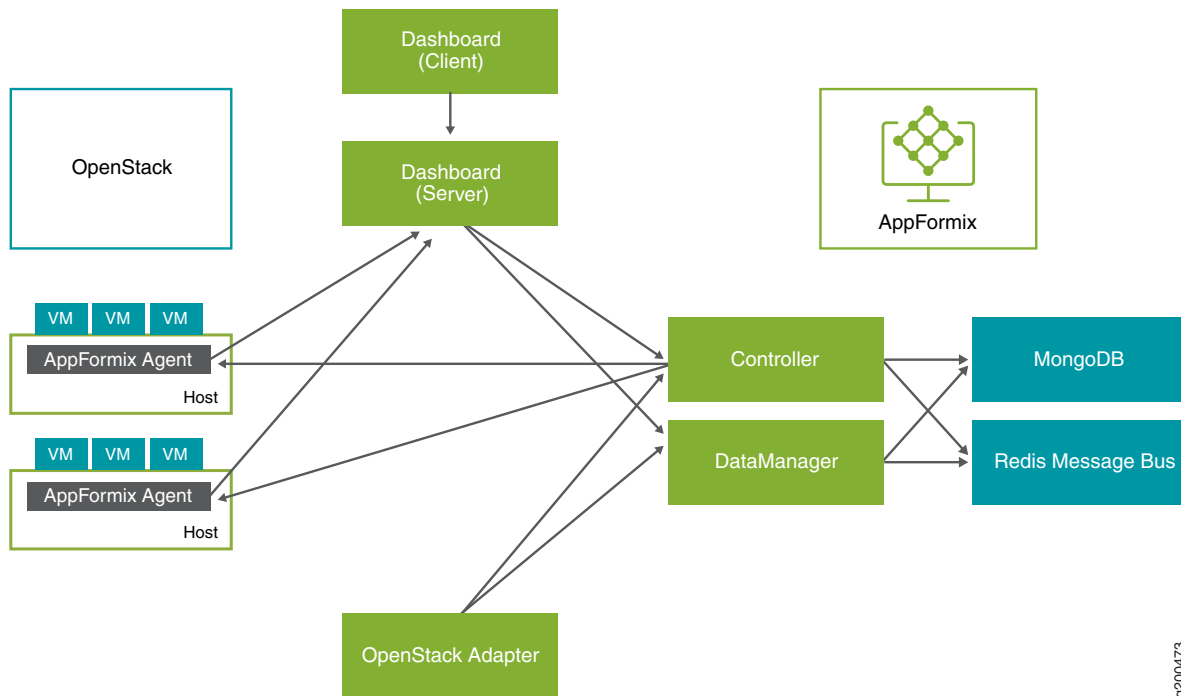 Dashboard
(Client)
OpenStack
Dashboard
(Server)
AppFormix
VM VM VM
AppFormix Agent
Host
Controller
MongoDB
VM VM VM
AppFormix Agent
Host
DataManager
Redis Message Bus
OpenStack Adapter
g200473